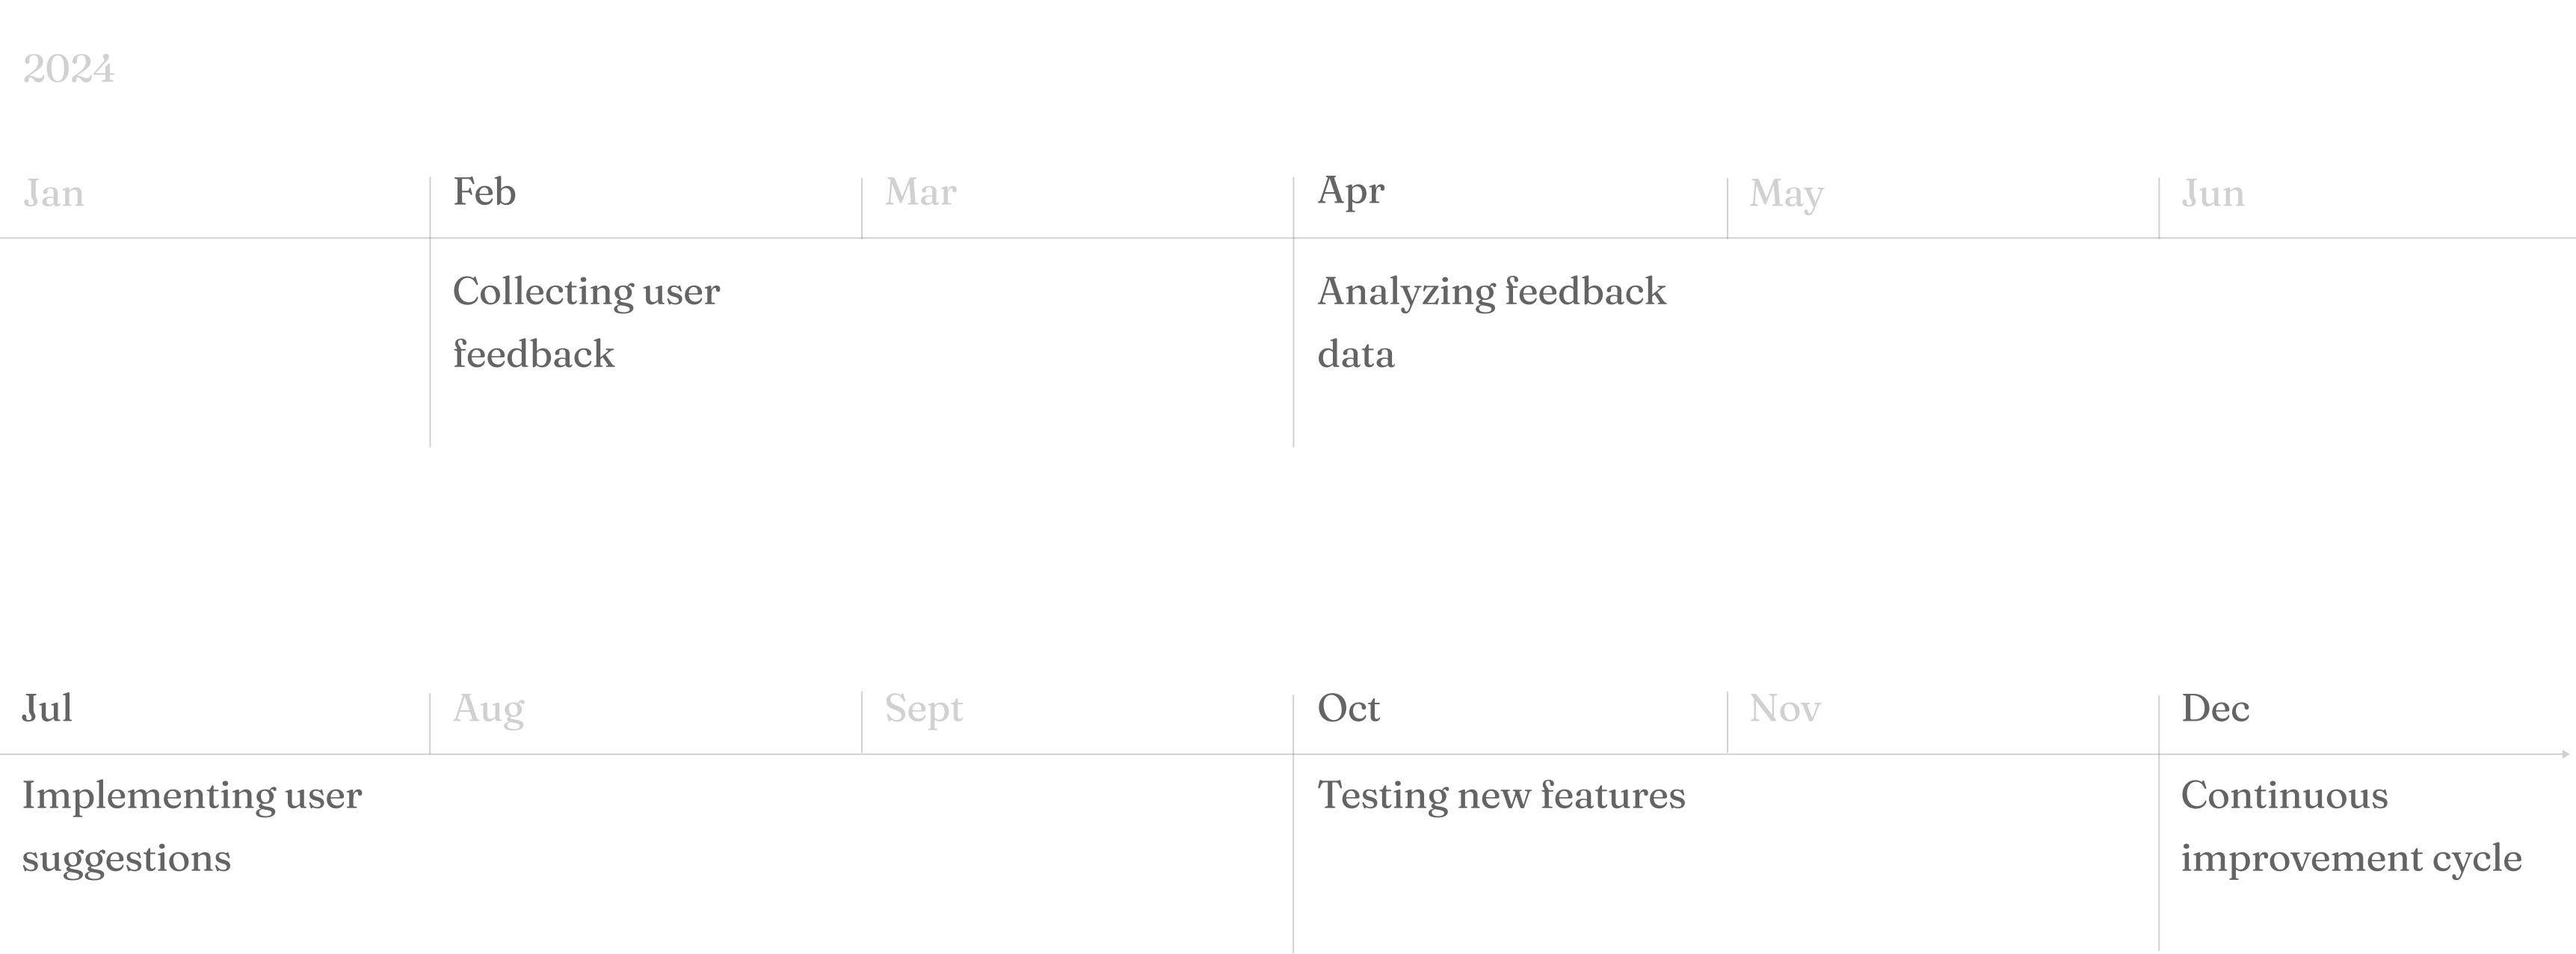 2024
Jan Feb Mar Apr May Jun
Collecting user
feedback
Analyzing feedback
data
Jul Aug Sept Oct Nov Dec
Implementing user
suggestions
Testing new features
Continuous
improvement cycle